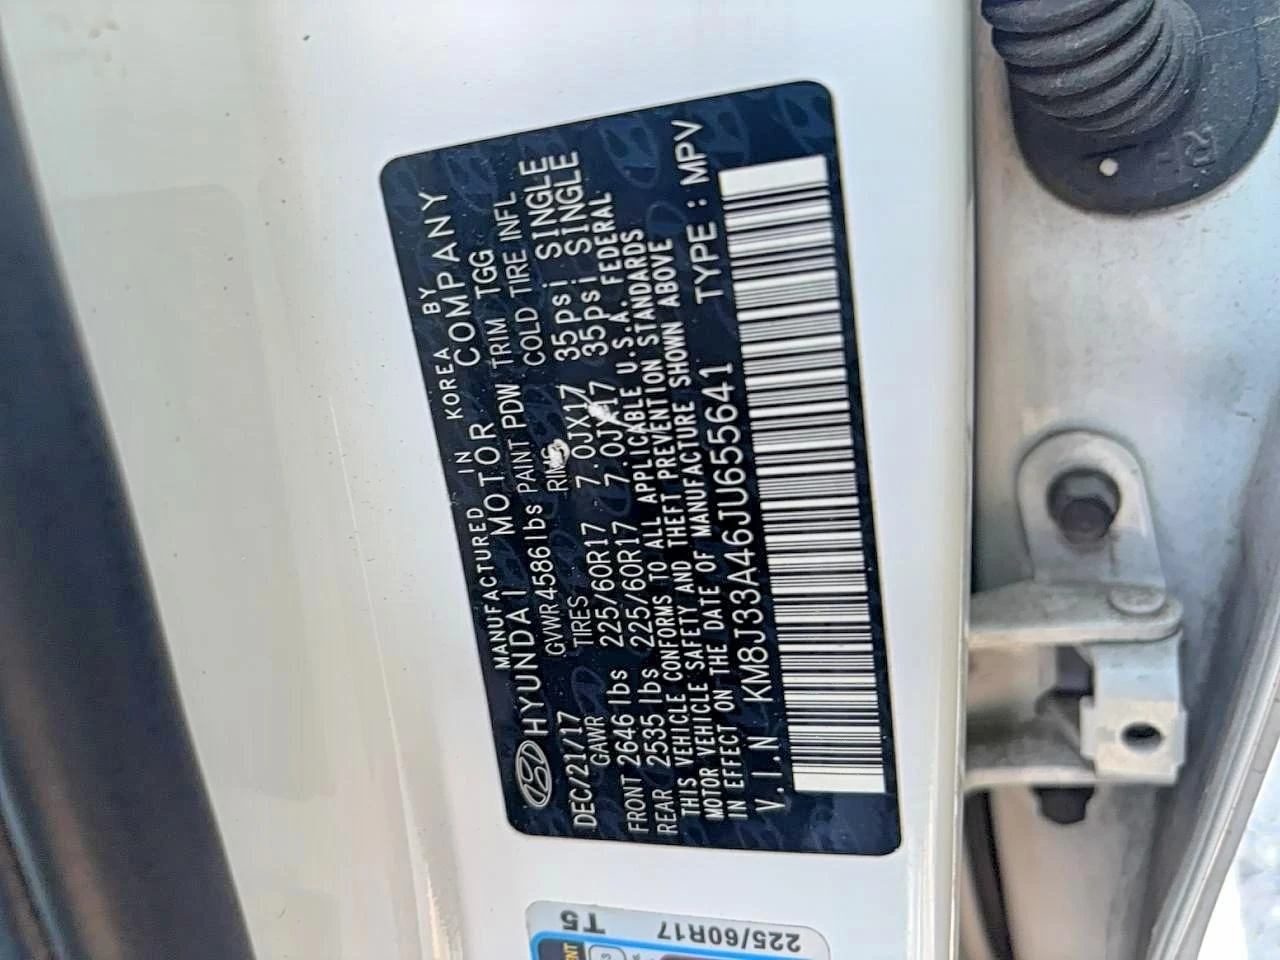 MANUFACTURED IN KOREA BY
HYUNDAI MOTOR COMPANY
DEC/21/17 GVWR 4586 lbs PAINT PDW TRIM TGG
GAWR TIRES RIMS COLD TIRE INFL
FRONT 2646 lbs 225/60R17 7.0JX17 35psi SINGLE
REAR 2535 lbs 225/60R17 7.0JX17 35psi SINGLE
THIS VEHICLE CONFORMS TO ALL APPLICABLE U.S.A. FEDERAL
MOTOR VEHICLE SAFETY AND THEFT PREVENTION STANDARDS
IN EFFECT ON THE DATE OF MANUFACTURE SHOWN ABOVE
V.I.N KM8J33A46JU655641 TYPE : MPV
225/60R17 T5